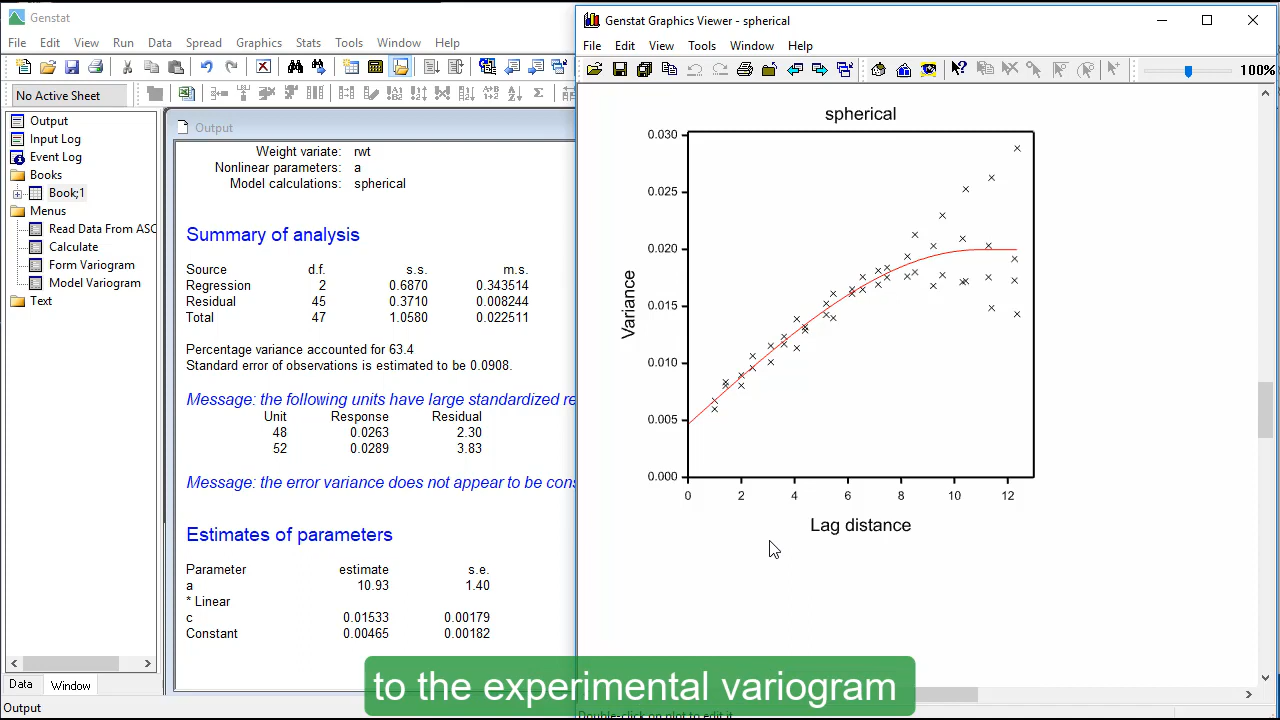 Genstat
File Edit View Run Data Spread Graphics Stats Tools Window Help
No Active Sheet
Output
Input Log
Event Log
Books
Book;1
Menus
Read Data From ASC
Calculate
Form Variogram
Model Variogram
Text
Data Window
Output
Output
Weight variate: rwt
Nonlinear parameters: a
Model calculations: spherical
Summary of analysis
Source d.f. s.s. m.s.
Regression 2 0.6870 0.343514
Residual 45 0.3710 0.008244
Total 47 1.0580 0.022511
Percentage variance accounted for 63.4
Standard error of observations is estimated to be 0.0908.
Message: the following units have large standardized re
Unit Response Residual
48 0.0263 2.30
52 0.0289 3.83
Message: the error variance does not appear to be con
Estimates of parameters
Parameter estimate s.e.
a 10.93 1.40
* Linear
c 0.01533 0.00179
Constant 0.00465 0.00182
Genstat Graphics Viewer - spherical
File Edit View Tools Window Help
100%
spherical
0.030
0.025
0.020
0.015
0.010
0.005
0.000
Variance
0 2 4 6 8 10 12
Lag distance
to the experimental variogram
Double-click on plot to edit it